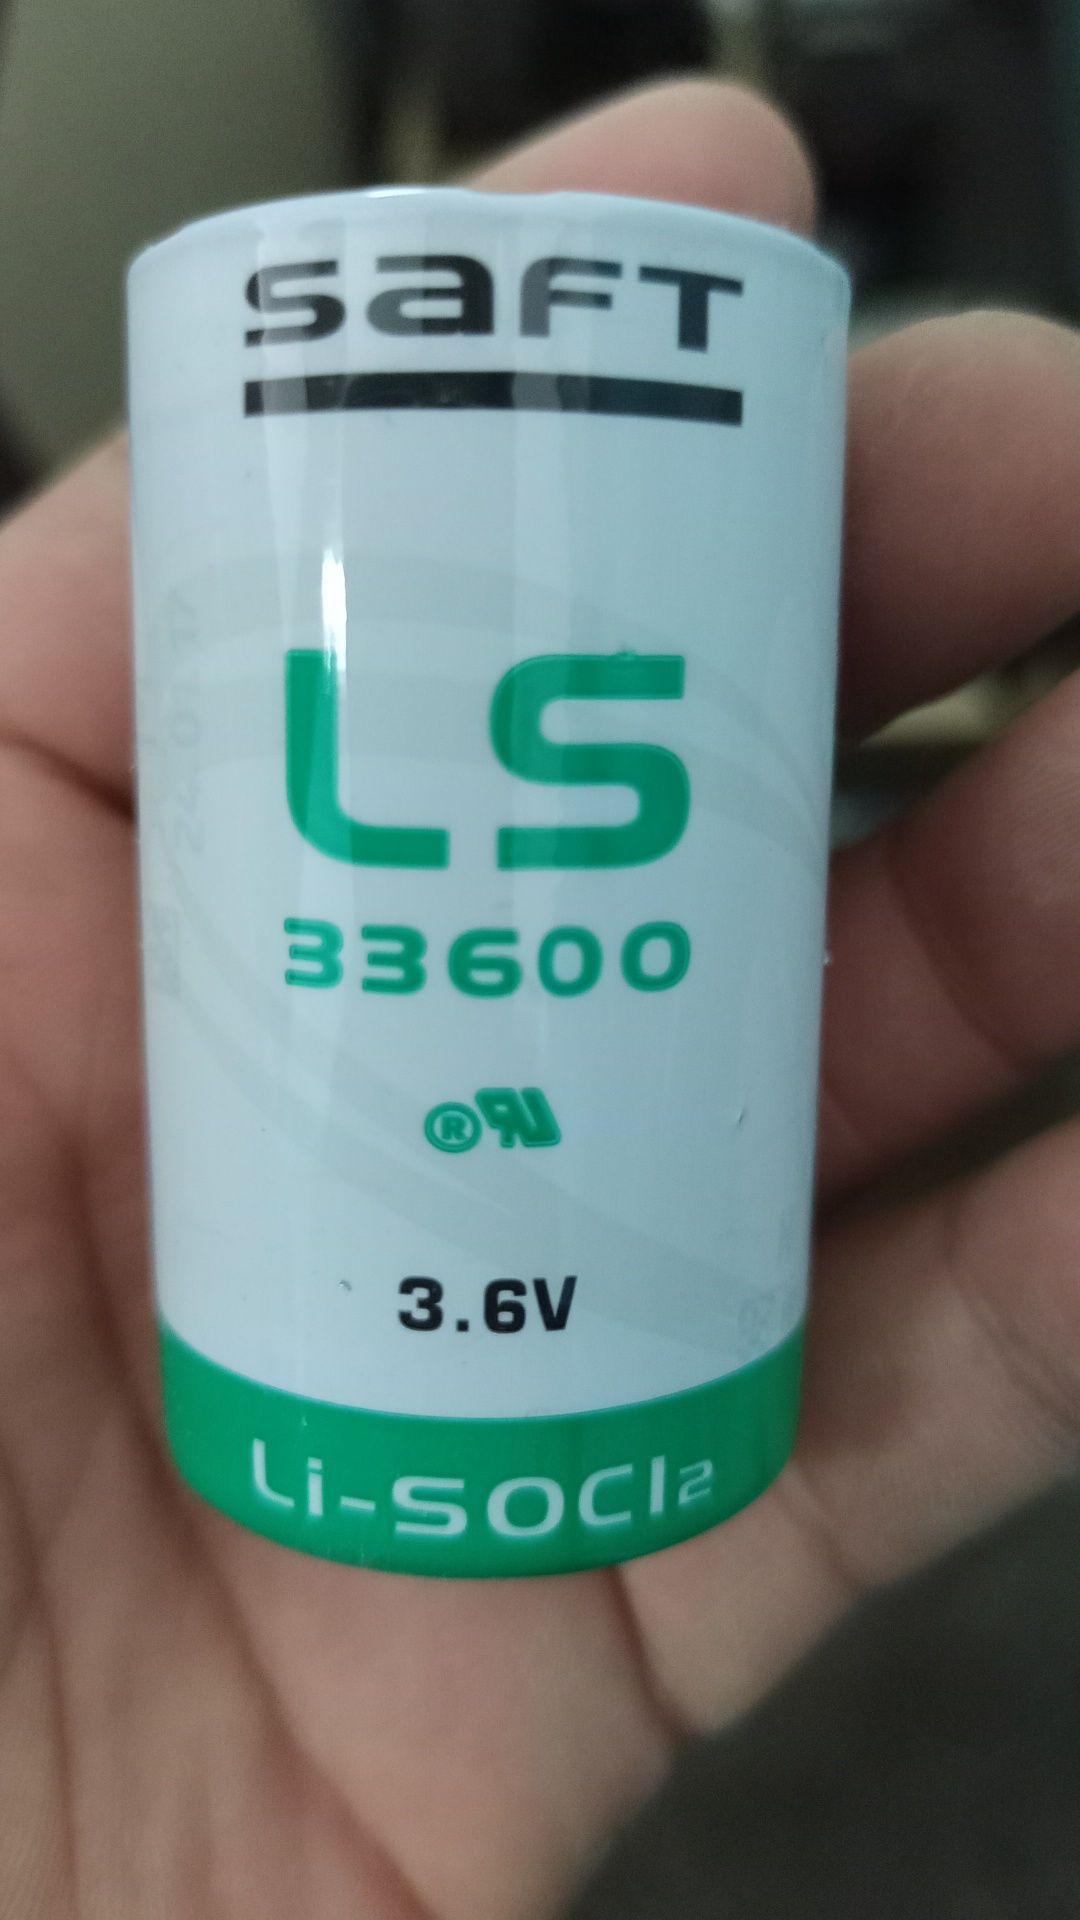 saFT
LS
33600
®
3.6V
Li-SOCl₂